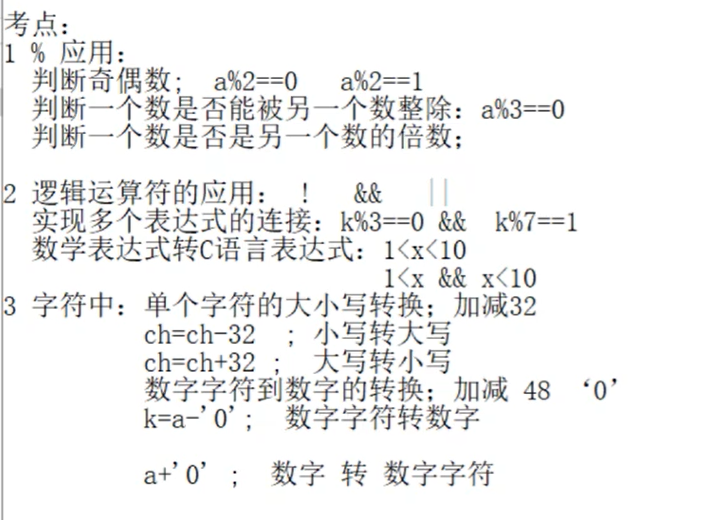 考点：
1 % 应用：
判断奇偶数； a%2==0 a%2==1
判断一个数是否能被另一个数整除：a%3==0
判断一个数是否是另一个数的倍数；
2 逻辑运算符的应用： ! && ||
实现多个表达式的连接：k%3==0 && k%7==1
数学表达式转C语言表达式：1<x<10
1<x && x<10
3 字符中：单个字符的大小写转换；加减32
ch=ch-32 ；小写转大写
ch=ch+32； 大写转小写
数字字符到数字的转换；加减 48 ‘0’
k=a-'0'； 数字字符转数字
a+'0' ； 数字 转 数字字符